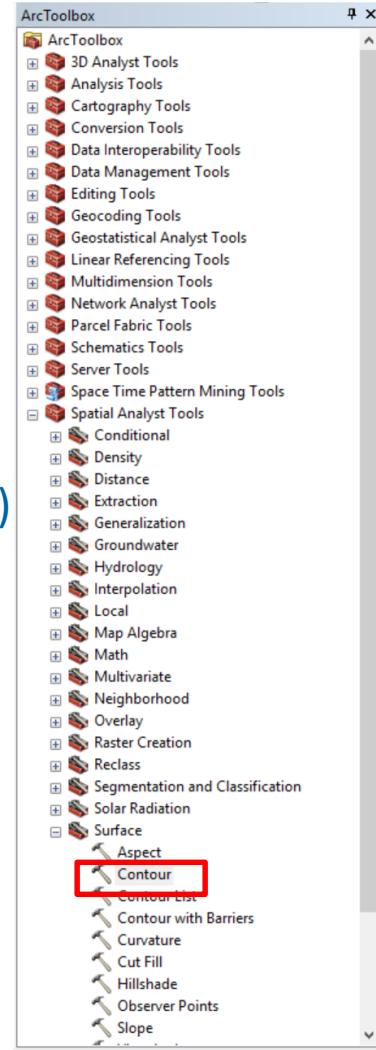 ArcToolbox
ArcToolbox
3D Analyst Tools
Analysis Tools
Cartography Tools
Conversion Tools
Data Interoperability Tools
Data Management Tools
Editing Tools
Geocoding Tools
Geostatistical Analyst Tools
Linear Referencing Tools
Multidimension Tools
Network Analyst Tools
Parcel Fabric Tools
Schematics Tools
Server Tools
Space Time Pattern Mining Tools
Spatial Analyst Tools
Conditional
Density
Distance
)
Extraction
Generalization
Groundwater
Hydrology
Interpolation
Local
Map Algebra
Math
Multivariate
Neighborhood
Overlay
Raster Creation
Reclass
Segmentation and Classification
Solar Radiation
Surface
Aspect
Contour
Contour List
Contour with Barriers
Curvature
Cut Fill
Hillshade
Observer Points
Slope